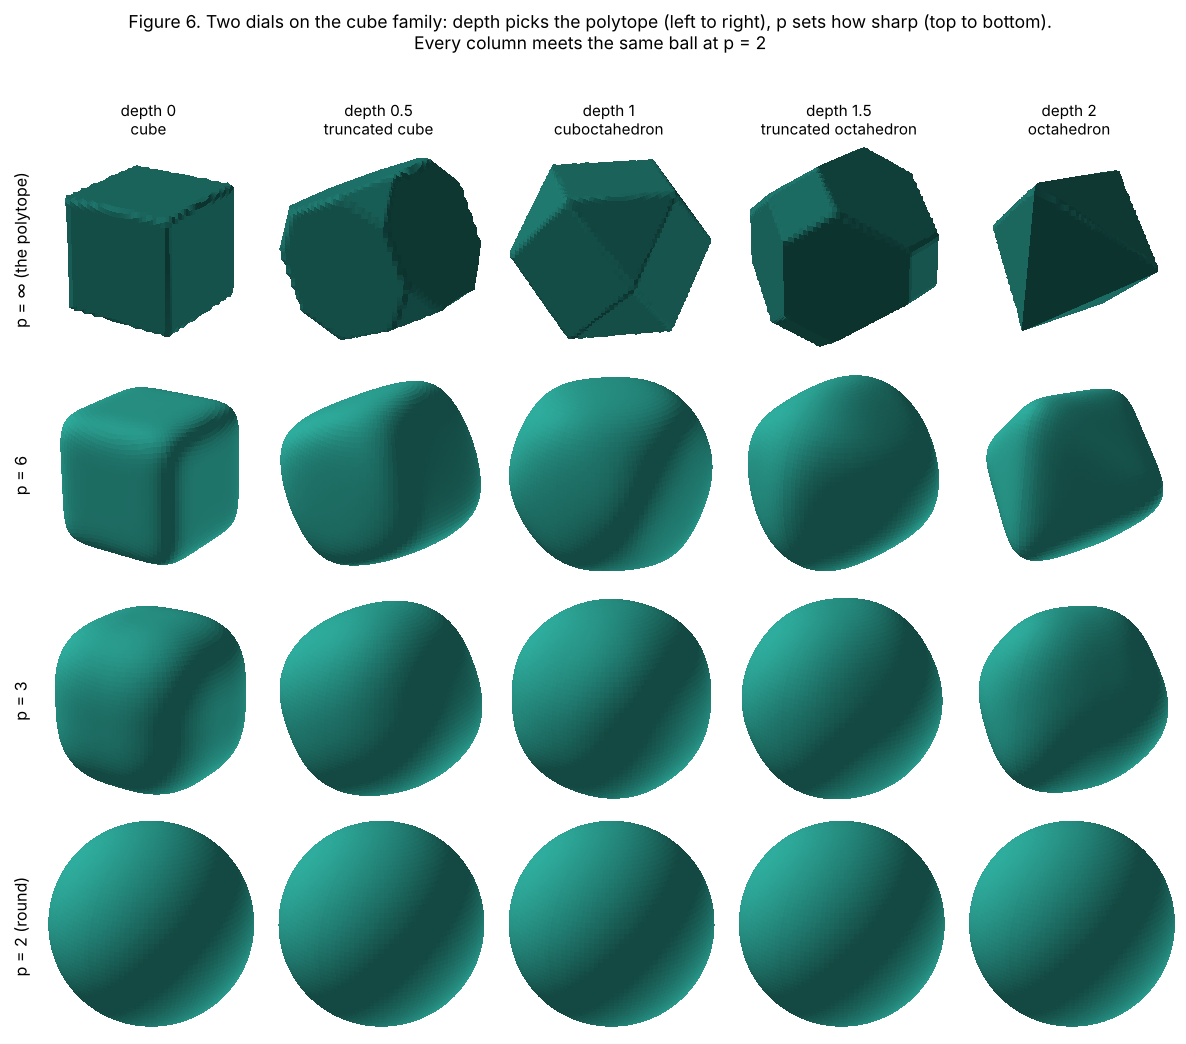 Figure 6. Two dials on the cube family: depth picks the polytope (left to right), p sets how sharp (top to bottom).
Every column meets the same ball at p = 2
depth 0
cube
depth 0.5
truncated cube
depth 1
cuboctahedron
depth 1.5
truncated octahedron
depth 2
octahedron
p = ∞ (the polytope)
p = 6
p = 3
p = 2 (round)